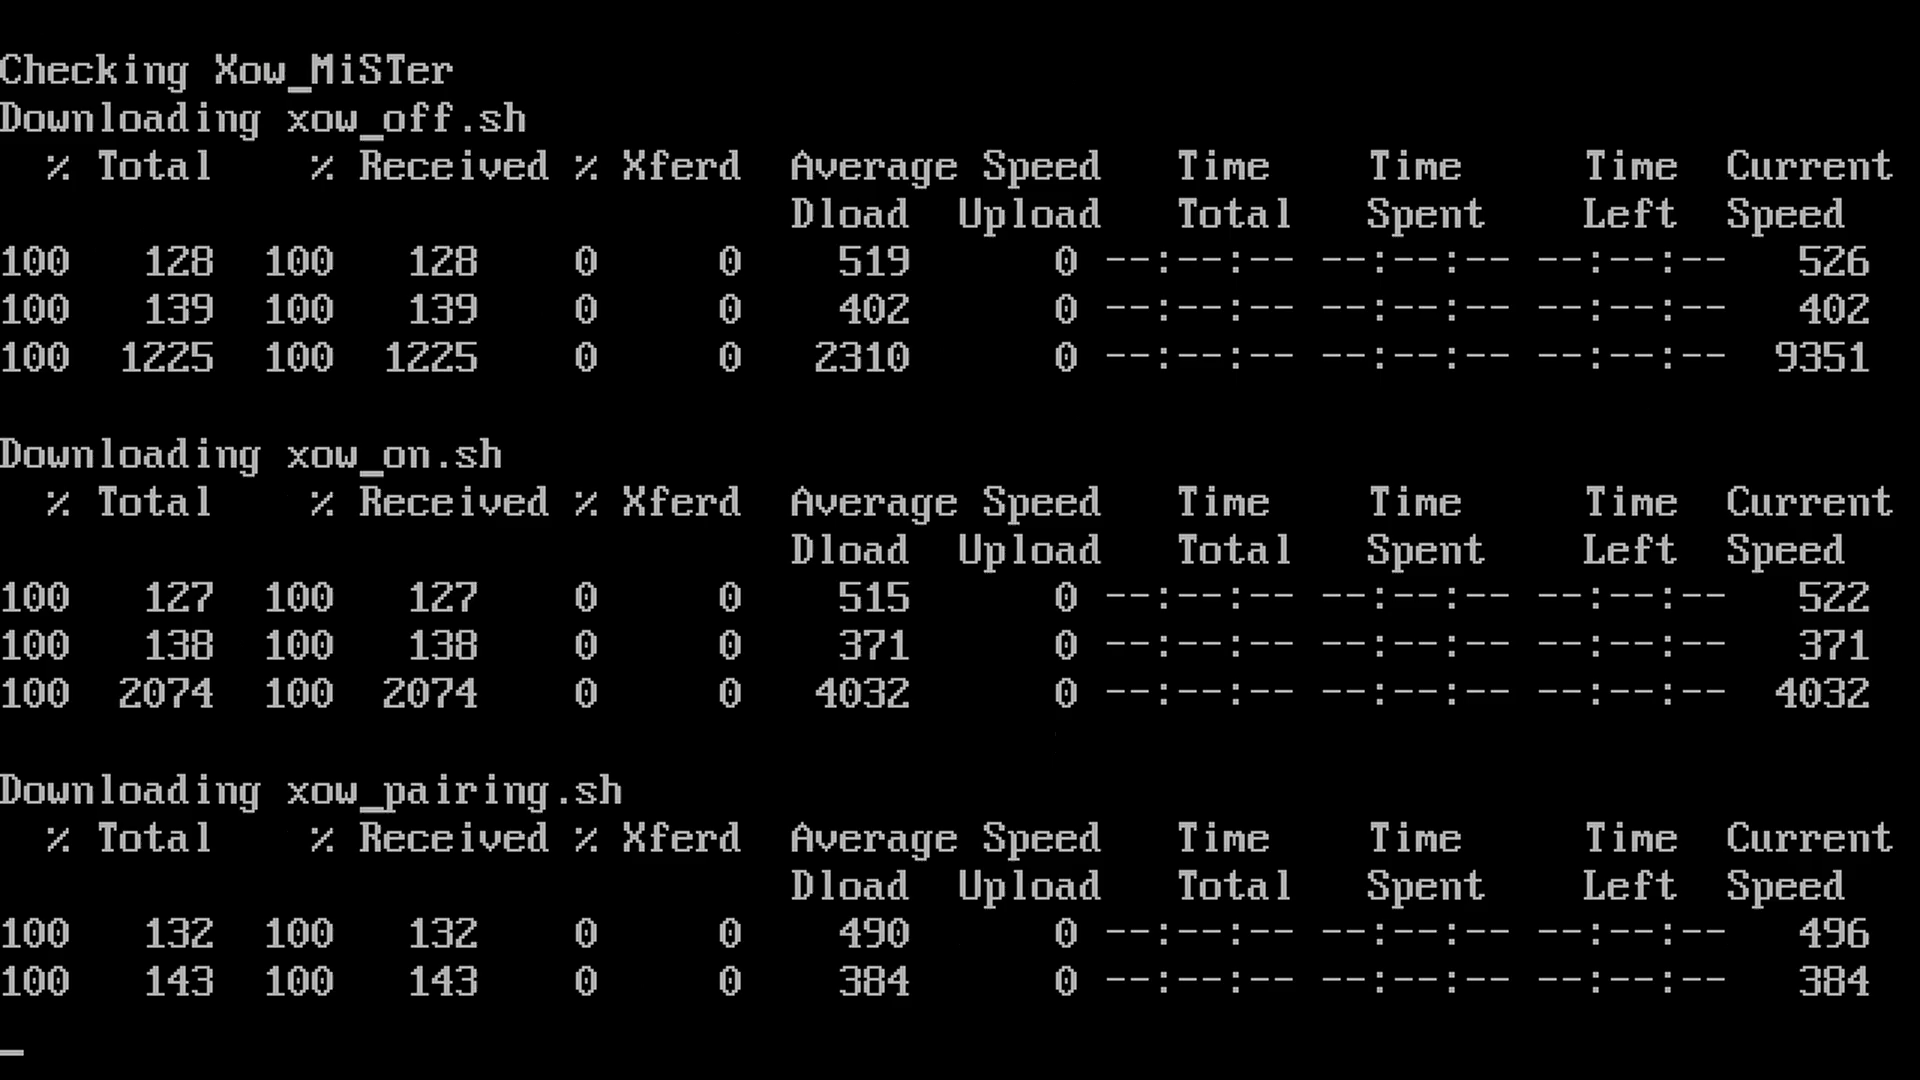 Checking Xow_MiSTer
Downloading xow_off.sh
  % Total    % Received % Xferd  Average Speed   Time    Time     Time  Current
                                 Dload  Upload   Total   Spent    Left  Speed
100   128  100   128    0     0    519      0 --:--:-- --:--:-- --:--:--   526
100   139  100   139    0     0    402      0 --:--:-- --:--:-- --:--:--   402
100  1225  100  1225    0     0   2310      0 --:--:-- --:--:-- --:--:--  9351
Downloading xow_on.sh
  % Total    % Received % Xferd  Average Speed   Time    Time     Time  Current
                                 Dload  Upload   Total   Spent    Left  Speed
100   127  100   127    0     0    515      0 --:--:-- --:--:-- --:--:--   522
100   138  100   138    0     0    371      0 --:--:-- --:--:-- --:--:--   371
100  2074  100  2074    0     0   4032      0 --:--:-- --:--:-- --:--:--  4032
Downloading xow_pairing.sh
  % Total    % Received % Xferd  Average Speed   Time    Time     Time  Current
                                 Dload  Upload   Total   Spent    Left  Speed
100   132  100   132    0     0    490      0 --:--:-- --:--:-- --:--:--   496
100   143  100   143    0     0    384      0 --:--:-- --:--:-- --:--:--   384
_